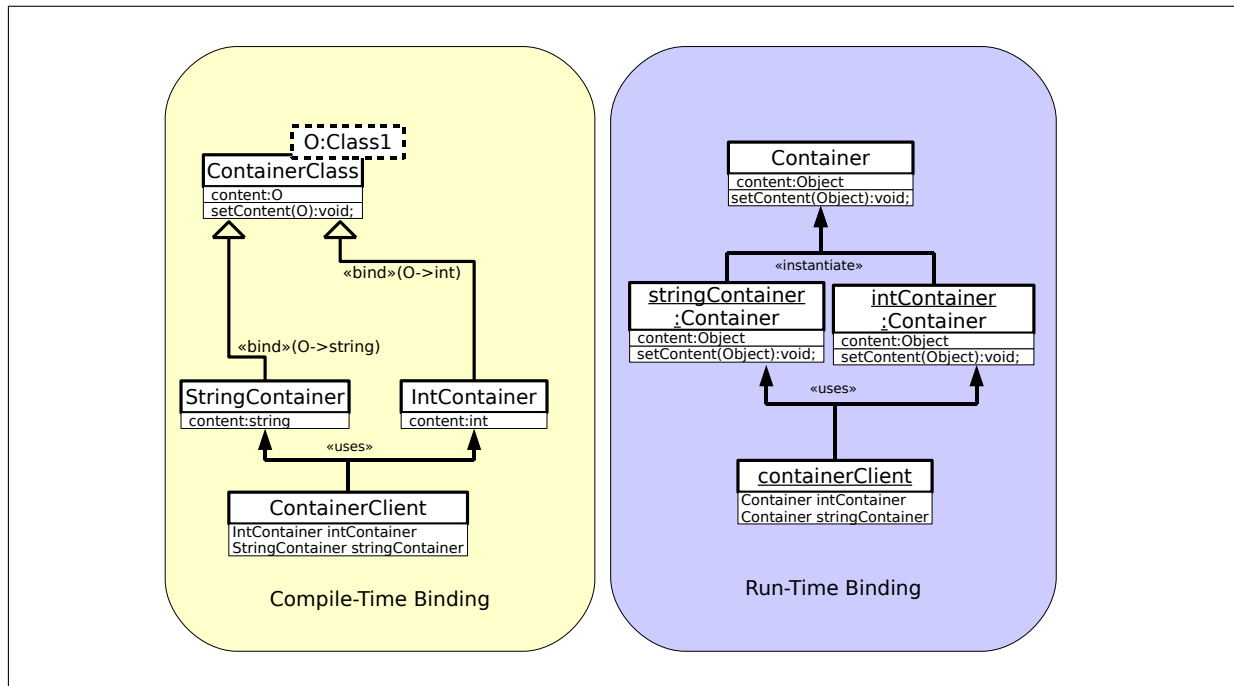 O:Class1
ContainerClass
content:O
setContent(O):void;
«bind»(O->int)
«bind»(O->string)
StringContainer
content:string
IntContainer
content:int
«uses»
ContainerClient
IntContainer intContainer
StringContainer stringContainer
Compile-Time Binding
Container
content:Object
setContent(Object):void;
«instantiate»
stringContainer
:Container
content:Object
setContent(Object):void;
intContainer
:Container
content:Object
setContent(Object):void;
«uses»
containerClient
Container intContainer
Container stringContainer
Run-Time Binding